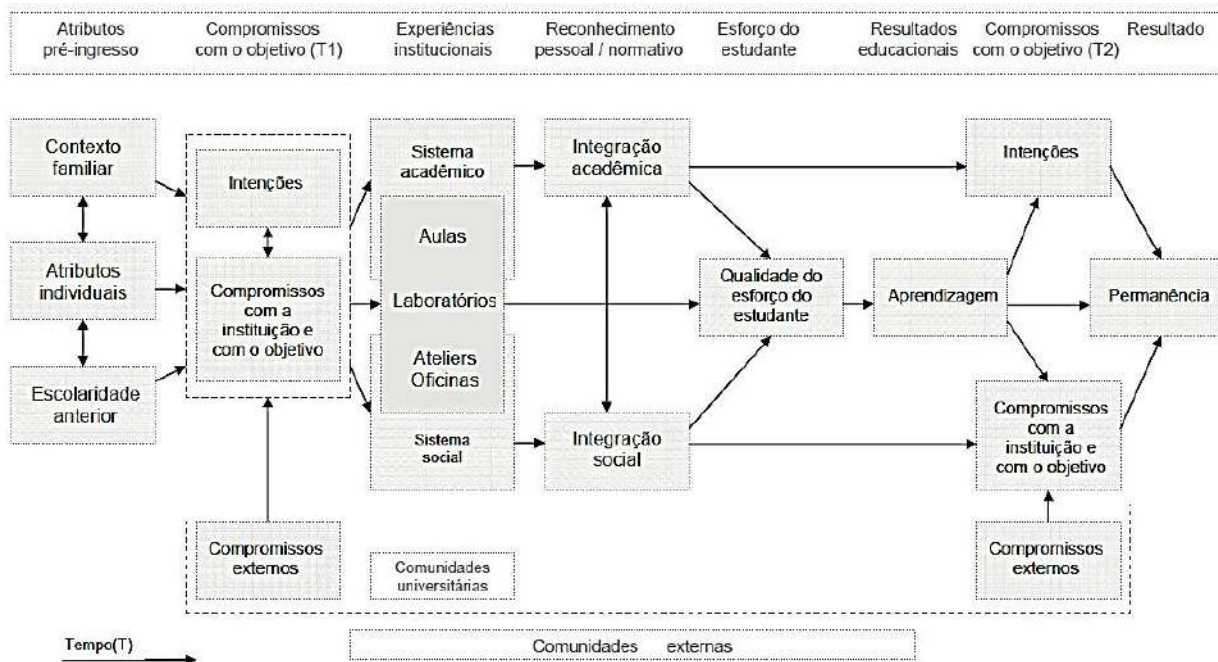 Atributos
pré-ingresso
Compromissos
com o objetivo (T1)
Experiências
institucionais
Reconhecimento
pessoal / normativo
Esforço do
estudante
Resultados
educacionais
Compromissos
com o objetivo (T2)
Resultado
Contexto
familiar
Atributos
individuais
Escolaridade
anterior
Intenções
Compromissos
com a
instituição e
com o objetivo
Compromissos
externos
Sistema
acadêmico
Aulas
Laboratórios
Ateliers
Oficinas
Sistema
social
Comunidades
universitárias
Integração
acadêmica
Integração
social
Qualidade do
esforço do
estudante
Aprendizagem
Intenções
Compromissos
com a
instituição e
com o objetivo
Compromissos
externos
Permanência
Tempo(T)
Comunidades externas